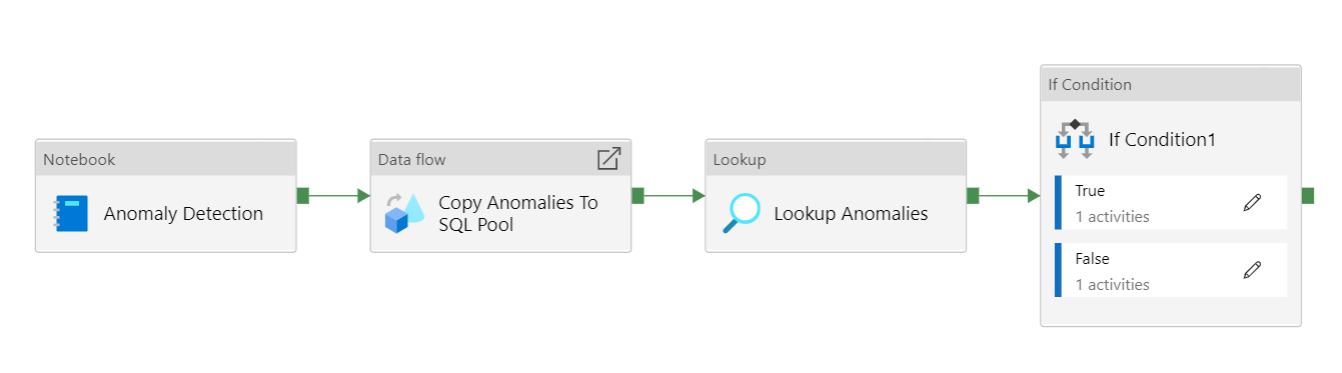 Notebook
Anomaly Detection
Data flow
Copy Anomalies To
SQL Pool
Lookup
Lookup Anomalies
If Condition
If Condition1
True
1 activities
False
1 activities